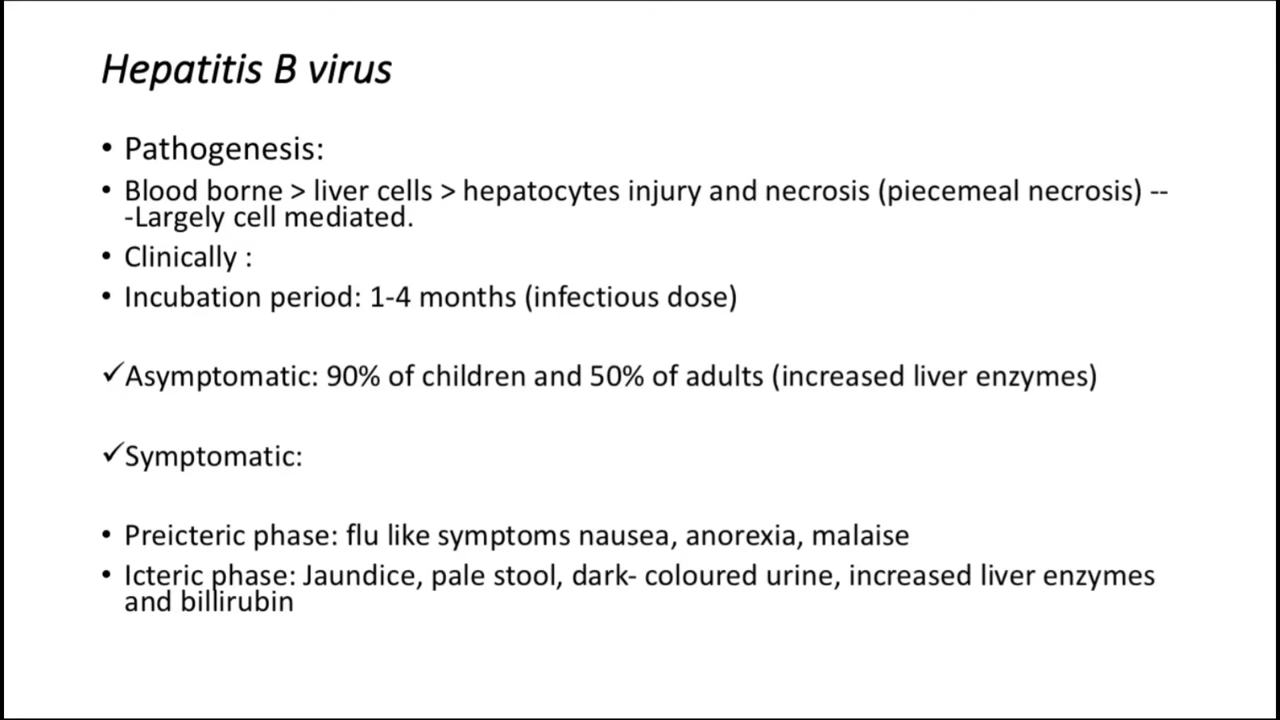 Hepatitis B virus
• Pathogenesis:
• Blood borne > liver cells > hepatocytes injury and necrosis (piecemeal necrosis) --
-Largely cell mediated.
• Clinically :
• Incubation period: 1-4 months (infectious dose)
✓Asymptomatic: 90% of children and 50% of adults (increased liver enzymes)
✓Symptomatic:
• Preicteric phase: flu like symptoms nausea, anorexia, malaise
• Icteric phase: Jaundice, pale stool, dark- coloured urine, increased liver enzymes
and billirubin